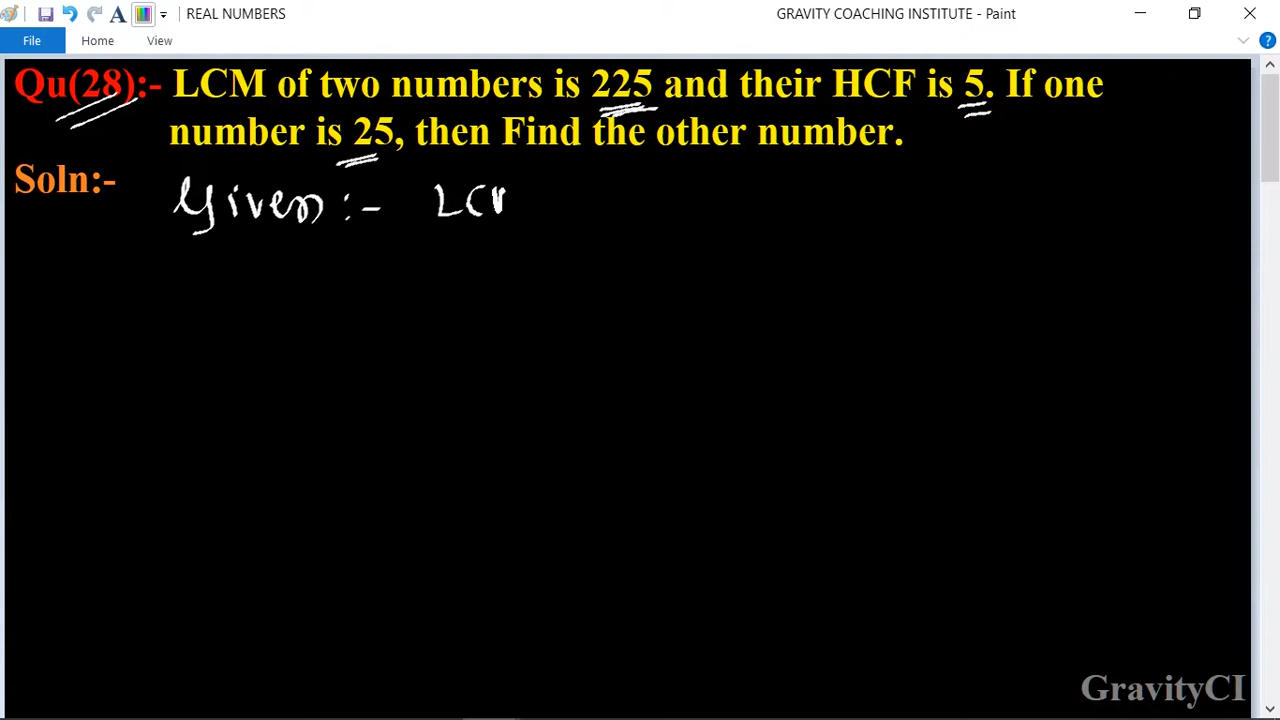 REAL NUMBERS
GRAVITY COACHING INSTITUTE - Paint
File Home View
Qu(28):- LCM of two numbers is 225 and their HCF is 5. If one
number is 25, then Find the other number.
Soln:- Given :- LC
GravityCI